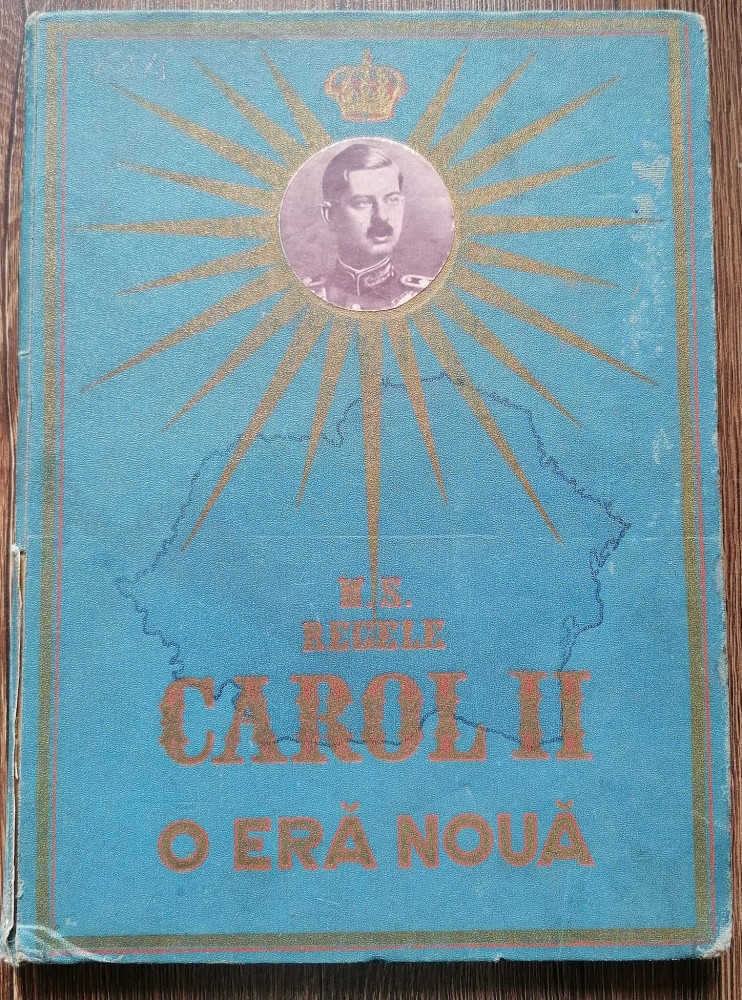 M.S.
REGELE
CAROL II
O ERĂ NOUĂ